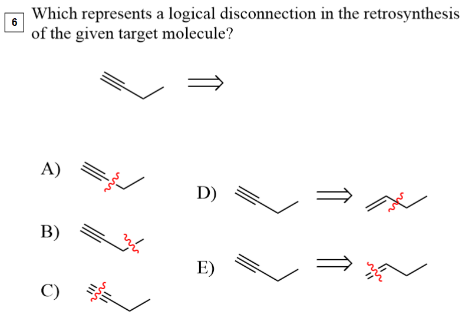 6
Which represents a logical disconnection in the retrosynthesis
of the given target molecule?
A)
D)
B)
E)
C)